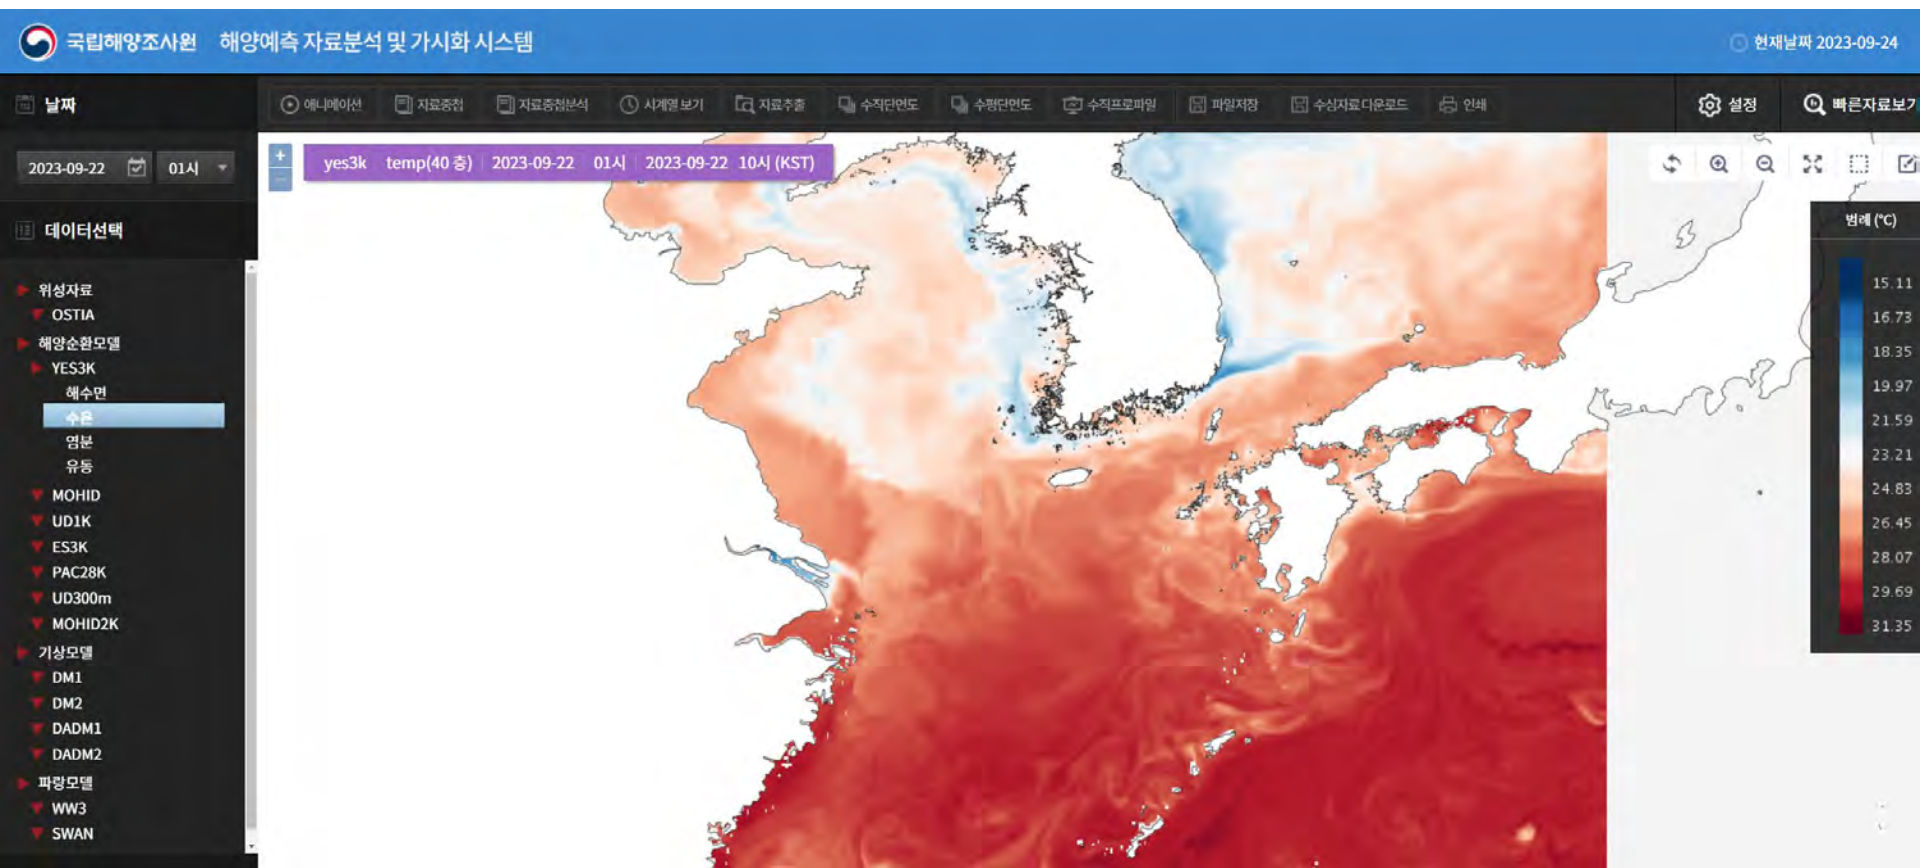 국립해양조사원 해양예측 자료분석 및 가시화 시스템
현재날짜 2023-09-24
날짜
애니메이션 자료중첩 자료중첩분석 시계열보기 자료추출 수직단면도 수평단면도 수직프로파일 파일저장 수심자료다운로드 인쇄
설정 빠른자료보기
2023-09-22 01시
yes3k temp(40 층) 2023-09-22 01시 2023-09-22 10시 (KST)
데이터선택
위성자료
OSTIA
해양순환모델
YES3K
해수면
수온
염분
유동
MOHID
UD1K
ES3K
PAC28K
UD300m
MOHID2K
기상모델
DM1
DM2
DADM1
DADM2
파랑모델
WW3
SWAN
범례 (°C)
15.11
16.73
18.35
19.97
21.59
23.21
24.83
26.45
28.07
29.69
31.35